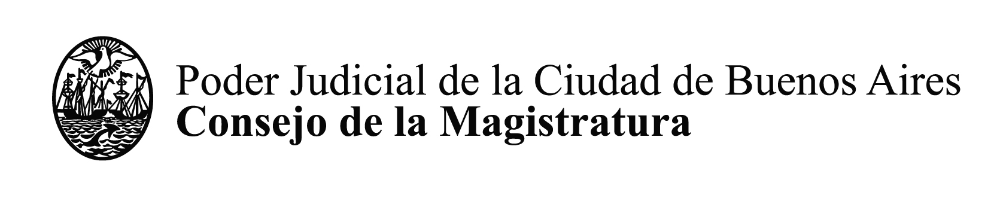 Poder Judicial de la Ciudad de Buenos Aires
Consejo de la Magistratura